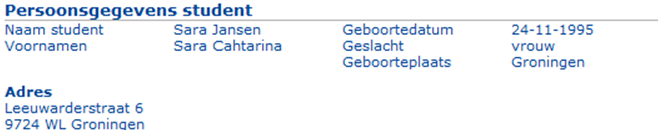 Persoonsgegevens student
Naam student Sara Jansen Geboortedatum 24-11-1995
Voornamen Sara Cahtarina Geslacht vrouw
Geboorteplaats Groningen
Adres
Leeuwarderstraat 6
9724 WL Groningen